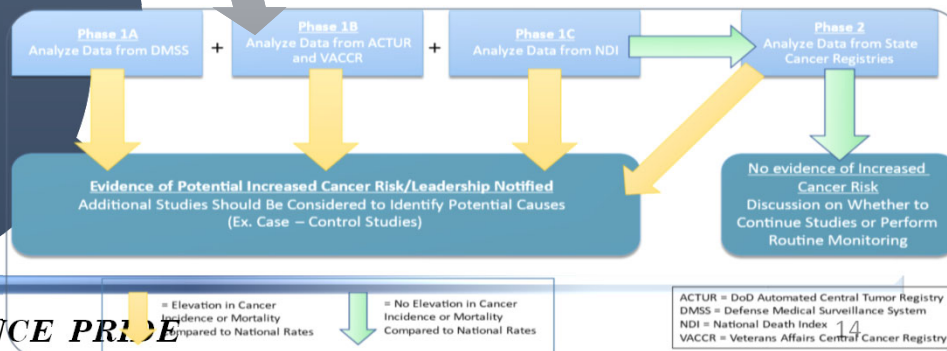 Phase 1A
Analyze Data from DMSS
+
Phase 1B
Analyze Data from ACTUR
and VACCR
+
Phase 1C
Analyze Data from NDI
Phase 2
Analyze Data from State
Cancer Registries
Evidence of Potential Increased Cancer Risk/Leadership Notified
Additional Studies Should Be Considered to Identify Potential Causes
(Ex. Case – Control Studies)
No evidence of Increased
Cancer Risk
Discussion on Whether to
Continue Studies or Perform
Routine Monitoring
= Elevation in Cancer
Incidence or Mortality
Compared to National Rates
= No Elevation in Cancer
Incidence or Mortality
Compared to National Rates
ACTUR = DoD Automated Central Tumor Registry
DMSS = Defense Medical Surveillance System
NDI = National Death Index
VACCR = Veterans Affairs Central Cancer Registry
14
PRIDE